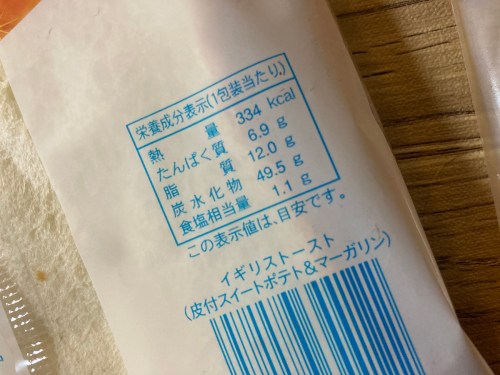 栄養成分表示(1包装当たり)
熱量 334 kcal
たんぱく質 6.9 g
脂質 12.0 g
炭水化物 49.5 g
食塩相当量 1.1 g
この表示値は、目安です。
イギリストースト
(皮付スイートポテト&マーガリン)